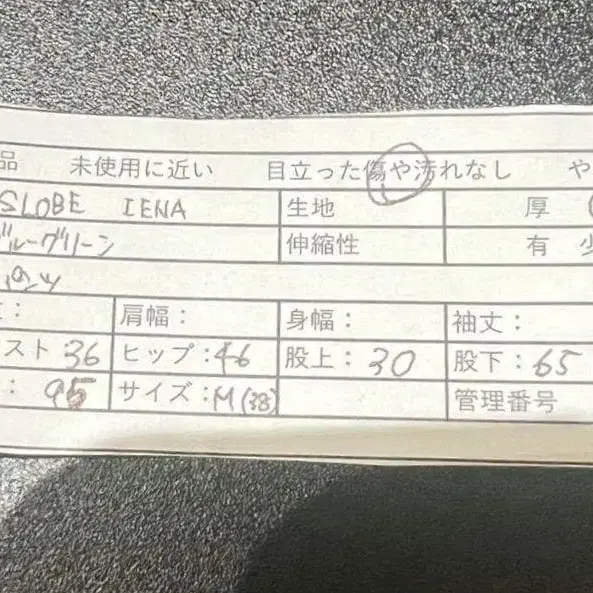 品 未使用に近い 目立った傷や汚れなし や
SLOBE IENA 生地 厚
ブルーグリーン 伸縮性 有 少
パンツ
: 肩幅: 身幅: 袖丈:
スト 36 ヒップ:46 股上:30 股下:65
: 95 サイズ:M(38) 管理番号